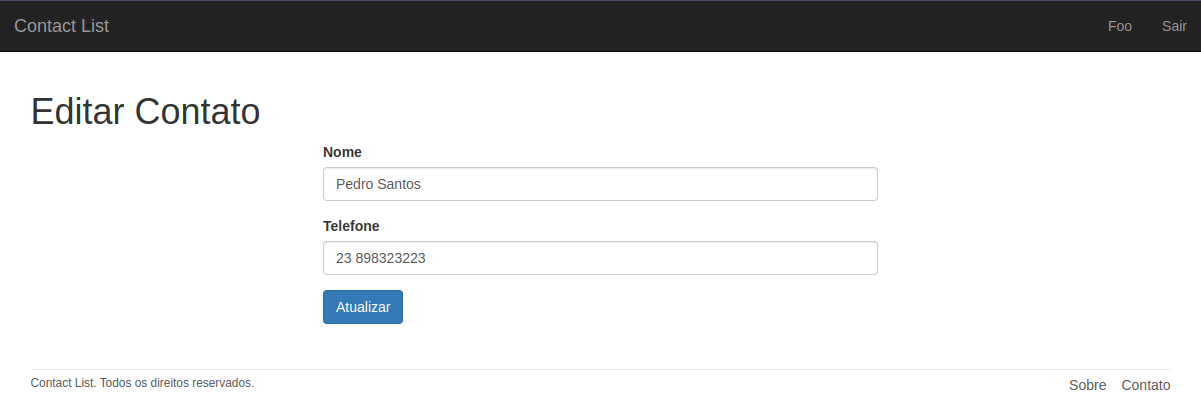 Contact List Foo Sair
Editar Contato
Nome
Pedro Santos
Telefone
23 898323223
Atualizar
Contact List. Todos os direitos reservados. Sobre Contato